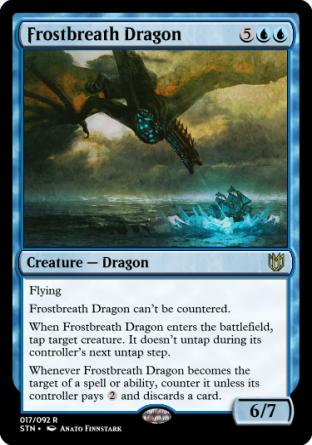 Frostbreath Dragon 5
Creature — Dragon
Flying
Frostbreath Dragon can't be countered.
When Frostbreath Dragon enters the battlefield,
tap target creature. It doesn't untap during its
controller's next untap step.
Whenever Frostbreath Dragon becomes the
target of a spell or ability, counter it unless its
controller pays 2 and discards a card.
6/7
017/092 R
STN • Anato Finnstark